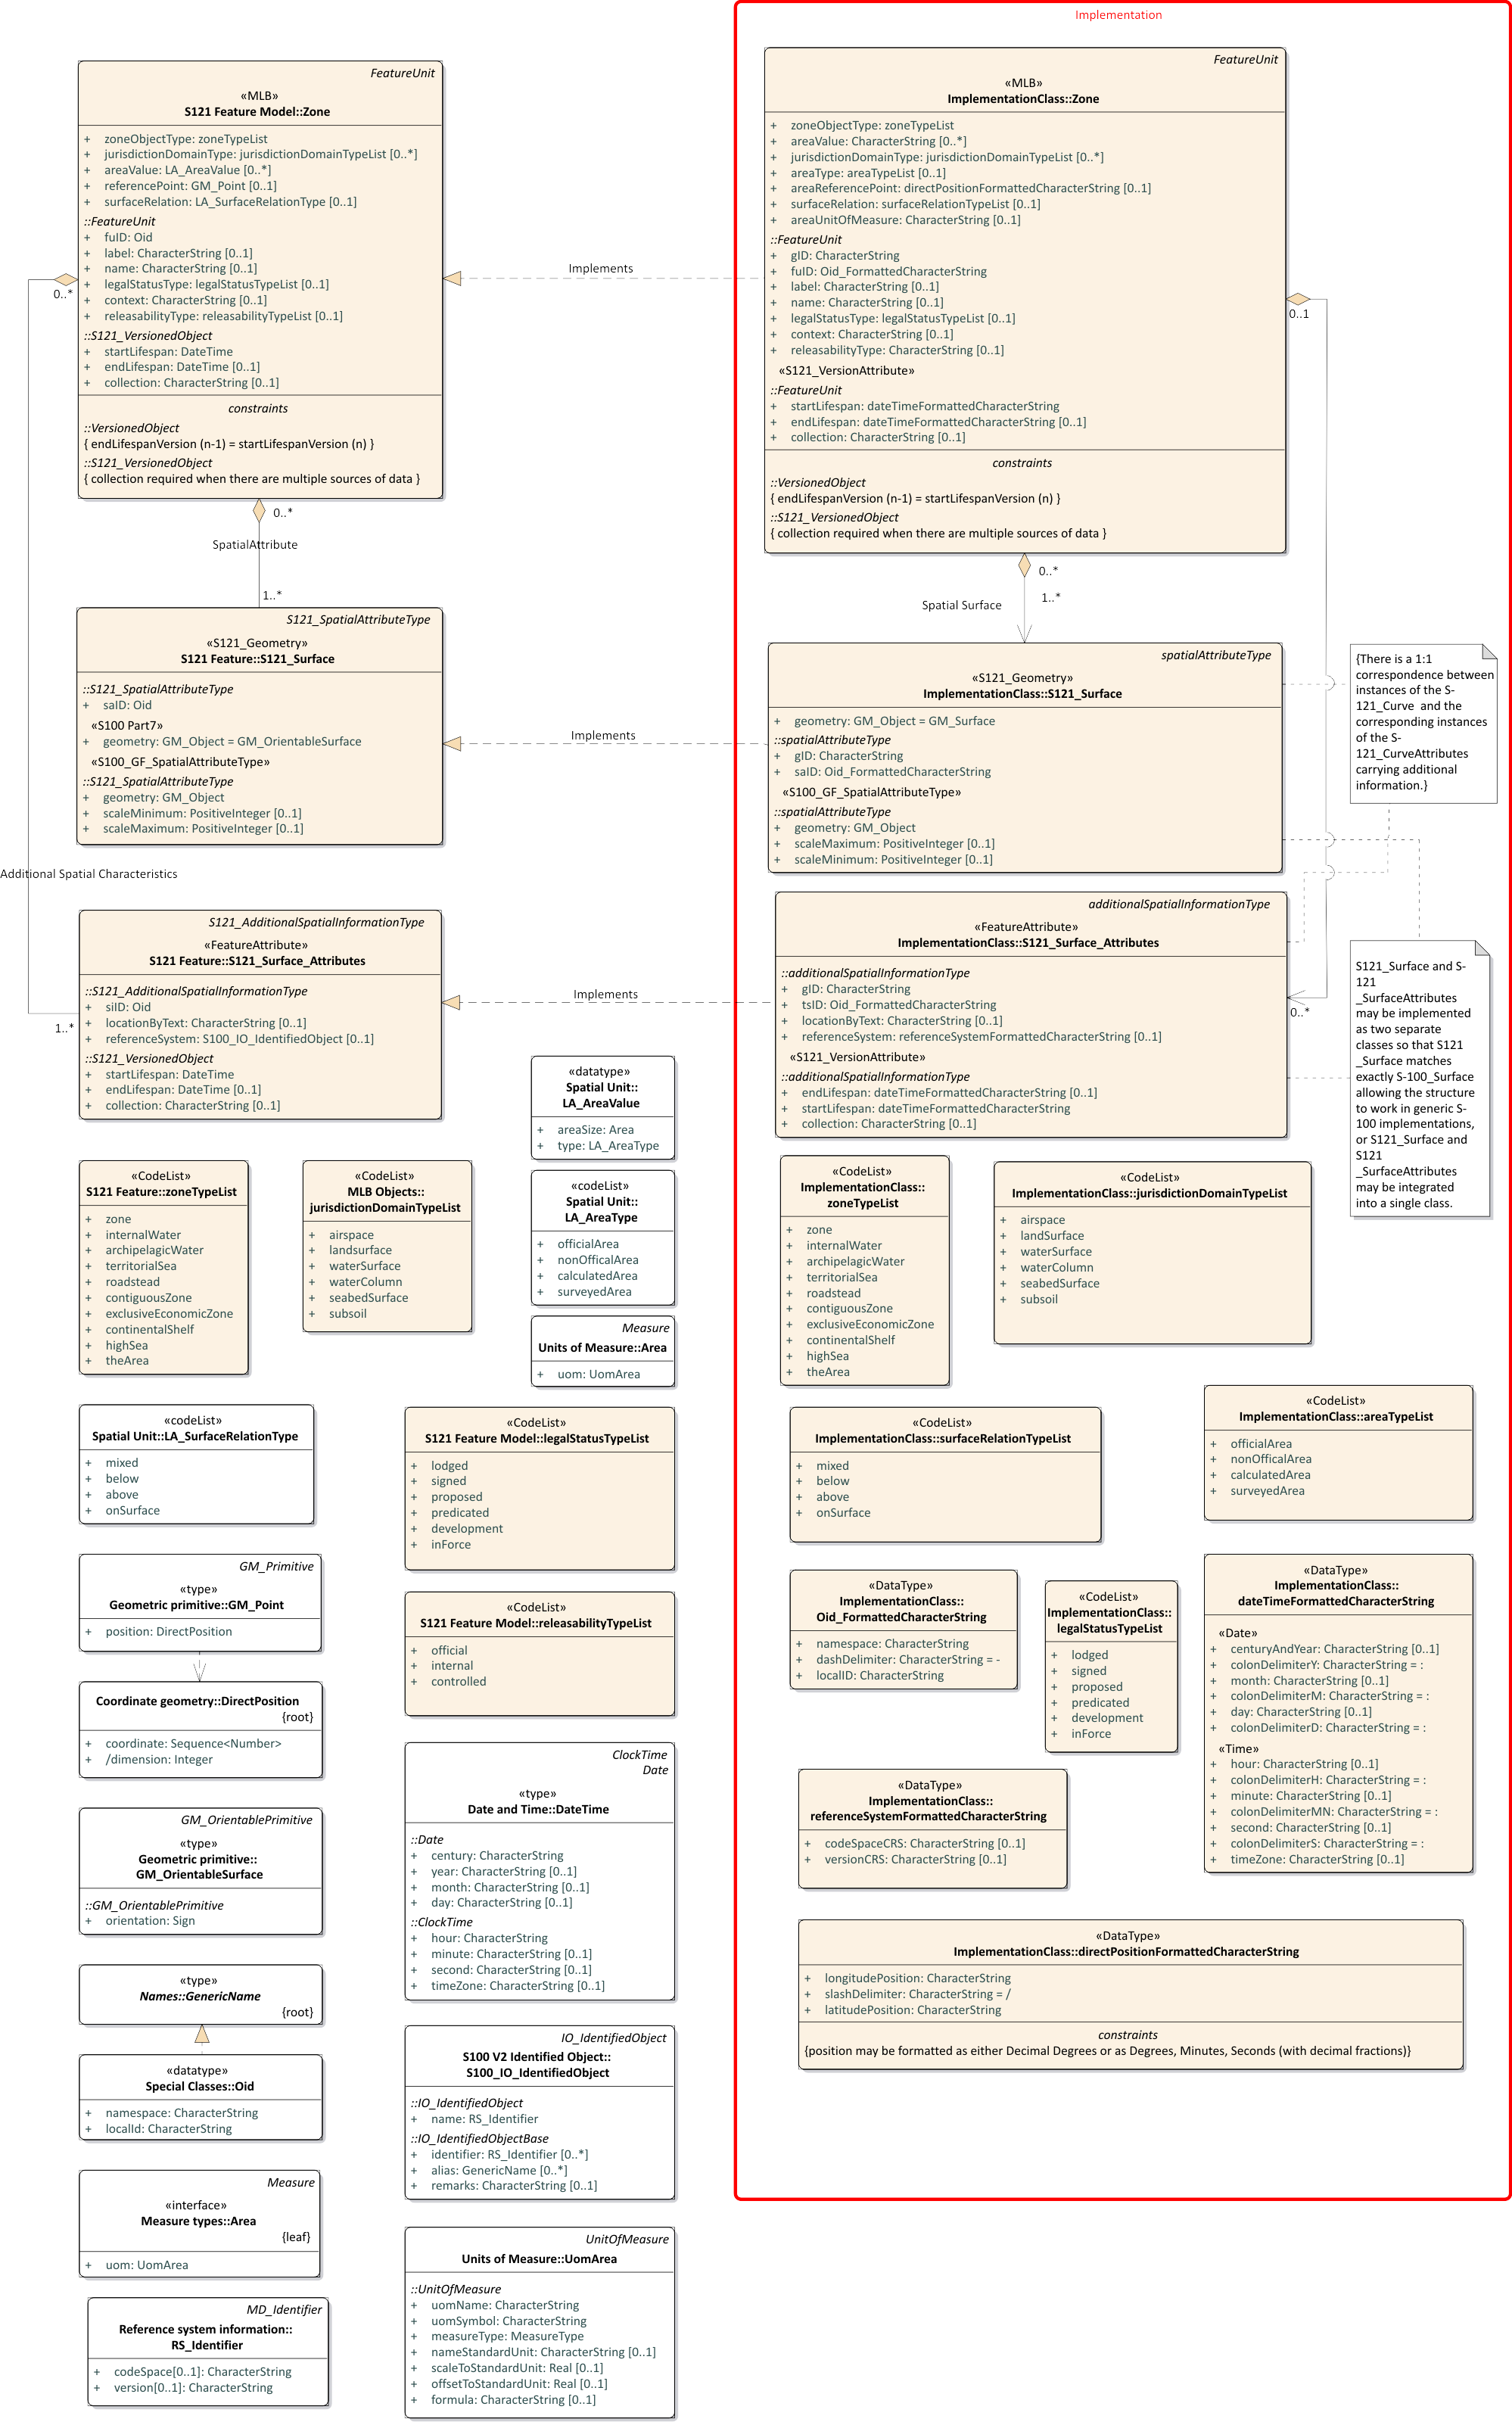 Implementation
FeatureUnit
«MLB»
S121 Feature Model::Zone
+ zoneObjectType: zoneTypeList
+ jurisdictionDomainType: jurisdictionDomainTypeList [0..*]
+ areaValue: LA_AreaValue [0..*]
+ referencePoint: GM_Point [0..1]
+ surfaceRelation: LA_SurfaceRelationType [0..1]
::FeatureUnit
+ fuID: Oid
+ label: CharacterString [0..1]
+ name: CharacterString [0..1]
+ legalStatusType: legalStatusTypeList [0..1]
+ context: CharacterString [0..1]
+ releasabilityType: releasabilityTypeList [0..1]
::S121_VersionedObject
+ startLifespan: DateTime
+ endLifespan: DateTime [0..1]
+ collection: CharacterString [0..1]
constraints
::VersionedObject
{ endLifespanVersion (n-1) = startLifespanVersion (n) }
::S121_VersionedObject
{ collection required when there are multiple sources of data }
0..*
0..*
SpatialAttribute
1..*
Implements
FeatureUnit
«MLB»
ImplementationClass::Zone
+ zoneObjectType: zoneTypeList
+ areaValue: CharacterString [0..*]
+ jurisdictionDomainType: jurisdictionDomainTypeList [0..*]
+ areaType: areaTypeList [0..1]
+ areaReferencePoint: directPositionFormattedCharacterString [0..1]
+ surfaceRelation: surfaceRelationTypeList [0..1]
+ areaUnitOfMeasure: CharacterString [0..1]
::FeatureUnit
+ gID: CharacterString
+ fuID: Oid_FormattedCharacterString
+ label: CharacterString [0..1]
+ name: CharacterString [0..1]
+ legalStatusType: legalStatusTypeList [0..1]
+ context: CharacterString [0..1]
+ releasabilityType: CharacterString [0..1]
«S121_VersionAttribute»
::FeatureUnit
+ startLifespan: dateTimeFormattedCharacterString
+ endLifespan: dateTimeFormattedCharacterString [0..1]
+ collection: CharacterString [0..1]
constraints
::VersionedObject
{ endLifespanVersion (n-1) = startLifespanVersion (n) }
::S121_VersionedObject
{ collection required when there are multiple sources of data }
0..1
0..*
1..*
Spatial Surface
S121_SpatialAttributeType
«S121_Geometry»
S121 Feature::S121_Surface
::S121_SpatialAttributeType
+ saID: Oid
«S100 Part7»
+ geometry: GM_Object = GM_OrientableSurface
«S100_GF_SpatialAttributeType»
::S121_SpatialAttributeType
+ geometry: GM_Object
+ scaleMinimum: PositiveInteger [0..1]
+ scaleMaximum: PositiveInteger [0..1]
Implements
spatialAttributeType
«S121_Geometry»
ImplementationClass::S121_Surface
+ geometry: GM_Object = GM_Surface
::spatialAttributeType
+ gID: CharacterString
+ saID: Oid_FormattedCharacterString
«S100_GF_SpatialAttributeType»
::spatialAttributeType
+ geometry: GM_Object
+ scaleMaximum: PositiveInteger [0..1]
+ scaleMinimum: PositiveInteger [0..1]
{There is a 1:1
correspondence between
instances of the S-
121_Curve and the
corresponding instances
of the S-
121_CurveAttributes
carrying additional
information.}
Additional Spatial Characteristics
S121_AdditionalSpatialInformationType
«FeatureAttribute»
S121 Feature::S121_Surface_Attributes
::S121_AdditionalSpatialInformationType
+ siID: Oid
+ locationByText: CharacterString [0..1]
+ referenceSystem: S100_IO_IdentifiedObject [0..1]
::S121_VersionedObject
+ startLifespan: DateTime
+ endLifespan: DateTime [0..1]
+ collection: CharacterString [0..1]
1..*
Implements
additionalSpatialInformationType
«FeatureAttribute»
ImplementationClass::S121_Surface_Attributes
::additionalSpatialInformationType
+ gID: CharacterString
+ tsID: Oid_FormattedCharacterString
+ locationByText: CharacterString [0..1]
+ referenceSystem: referenceSystemFormattedCharacterString [0..1]
«S121_VersionAttribute»
::additionalSpatialInformationType
+ endLifespan: dateTimeFormattedCharacterString [0..1]
+ startLifespan: dateTimeFormattedCharacterString
+ collection: CharacterString [0..1]
0..*
S121_Surface and S-
121
_SurfaceAttributes
may be implemented
as two separate
classes so that S121
_Surface matches
exactly S-100_Surface
allowing the structure
to work in generic S-
100 implementations,
or S121_Surface and
S121
_SurfaceAttributes
may be integrated
into a single class.
«datatype»
Spatial Unit::
LA_AreaValue
+ areaSize: Area
+ type: LA_AreaType
«CodeList»
S121 Feature::zoneTypeList
+ zone
+ internalWater
+ archipelagicWater
+ territorialSea
+ roadstead
+ contiguousZone
+ exclusiveEconomicZone
+ continentalShelf
+ highSea
+ theArea
«CodeList»
MLB Objects::
jurisdictionDomainTypeList
+ airspace
+ landsurface
+ waterSurface
+ waterColumn
+ seabedSurface
+ subsoil
«codeList»
Spatial Unit::
LA_AreaType
+ officialArea
+ nonOfficalArea
+ calculatedArea
+ surveyedArea
Measure
Units of Measure::Area
+ uom: UomArea
«CodeList»
ImplementationClass::
zoneTypeList
+ zone
+ internalWater
+ archipelagicWater
+ territorialSea
+ roadstead
+ contiguousZone
+ exclusiveEconomicZone
+ continentalShelf
+ highSea
+ theArea
«CodeList»
ImplementationClass::jurisdictionDomainTypeList
+ airspace
+ landSurface
+ waterSurface
+ waterColumn
+ seabedSurface
+ subsoil
«codeList»
Spatial Unit::LA_SurfaceRelationType
+ mixed
+ below
+ above
+ onSurface
«CodeList»
S121 Feature Model::legalStatusTypeList
+ lodged
+ signed
+ proposed
+ predicated
+ development
+ inForce
«CodeList»
ImplementationClass::surfaceRelationTypeList
+ mixed
+ below
+ above
+ onSurface
«CodeList»
ImplementationClass::areaTypeList
+ officialArea
+ nonOfficalArea
+ calculatedArea
+ surveyedArea
GM_Primitive
«type»
Geometric primitive::GM_Point
+ position: DirectPosition
«CodeList»
S121 Feature Model::releasabilityTypeList
+ official
+ internal
+ controlled
«DataType»
ImplementationClass::
Oid_FormattedCharacterString
+ namespace: CharacterString
+ dashDelimiter: CharacterString = -
+ localID: CharacterString
«CodeList»
ImplementationClass::
legalStatusTypeList
+ lodged
+ signed
+ proposed
+ predicated
+ development
+ inForce
«DataType»
ImplementationClass::
dateTimeFormattedCharacterString
«Date»
+ centuryAndYear: CharacterString [0..1]
+ colonDelimiterY: CharacterString = :
+ month: CharacterString [0..1]
+ colonDelimiterM: CharacterString = :
+ day: CharacterString [0..1]
+ colonDelimiterD: CharacterString = :
«Time»
+ hour: CharacterString [0..1]
+ colonDelimiterH: CharacterString = :
+ minute: CharacterString [0..1]
+ colonDelimiterMN: CharacterString = :
+ second: CharacterString [0..1]
+ colonDelimiterS: CharacterString = :
+ timeZone: CharacterString [0..1]
Coordinate geometry::DirectPosition
{root}
+ coordinate: Sequence<Number>
+ /dimension: Integer
ClockTime
Date
«type»
Date and Time::DateTime
::Date
+ century: CharacterString
+ year: CharacterString [0..1]
+ month: CharacterString [0..1]
+ day: CharacterString [0..1]
::ClockTime
+ hour: CharacterString
+ minute: CharacterString [0..1]
+ second: CharacterString [0..1]
+ timeZone: CharacterString [0..1]
«DataType»
ImplementationClass::
referenceSystemFormattedCharacterString
+ codeSpaceCRS: CharacterString [0..1]
+ versionCRS: CharacterString [0..1]
GM_OrientablePrimitive
«type»
Geometric primitive::
GM_OrientableSurface
::GM_OrientablePrimitive
+ orientation: Sign
«DataType»
ImplementationClass::directPositionFormattedCharacterString
+ longitudePosition: CharacterString
+ slashDelimiter: CharacterString = /
+ latitudePosition: CharacterString
constraints
{position may be formatted as either Decimal Degrees or as Degrees, Minutes, Seconds (with decimal fractions)}
«type»
Names::GenericName
{root}
«datatype»
Special Classes::Oid
+ namespace: CharacterString
+ localId: CharacterString
IO_IdentifiedObject
S100 V2 Identified Object::
S100_IO_IdentifiedObject
::IO_IdentifiedObject
+ name: RS_Identifier
::IO_IdentifiedObjectBase
+ identifier: RS_Identifier [0..*]
+ alias: GenericName [0..*]
+ remarks: CharacterString [0..1]
Measure
«interface»
Measure types::Area
{leaf}
+ uom: UomArea
UnitOfMeasure
Units of Measure::UomArea
::UnitOfMeasure
+ uomName: CharacterString
+ uomSymbol: CharacterString
+ measureType: MeasureType
+ nameStandardUnit: CharacterString [0..1]
+ scaleToStandardUnit: Real [0..1]
+ offsetToStandardUnit: Real [0..1]
+ formula: CharacterString [0..1]
MD_Identifier
Reference system information::
RS_Identifier
+ codeSpace[0..1]: CharacterString
+ version[0..1]: CharacterString